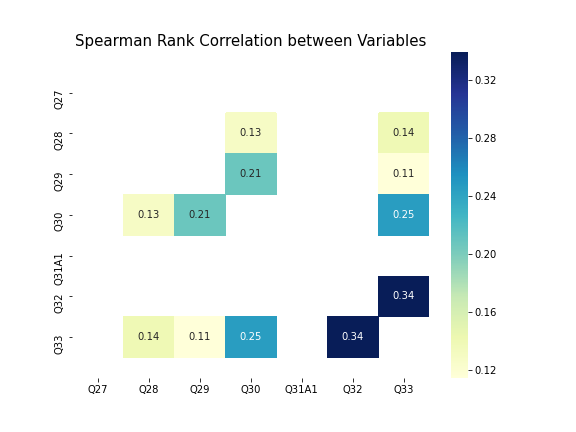 Spearman Rank Correlation between Variables
Q27
Q28 0.13 0.14
Q29 0.21 0.11
Q30 0.13 0.21 0.25
Q31A1
Q32 0.34
Q33 0.14 0.11 0.25 0.34
Q27 Q28 Q29 Q30 Q31A1 Q32 Q33
0.32
0.28
0.24
0.20
0.16
0.12